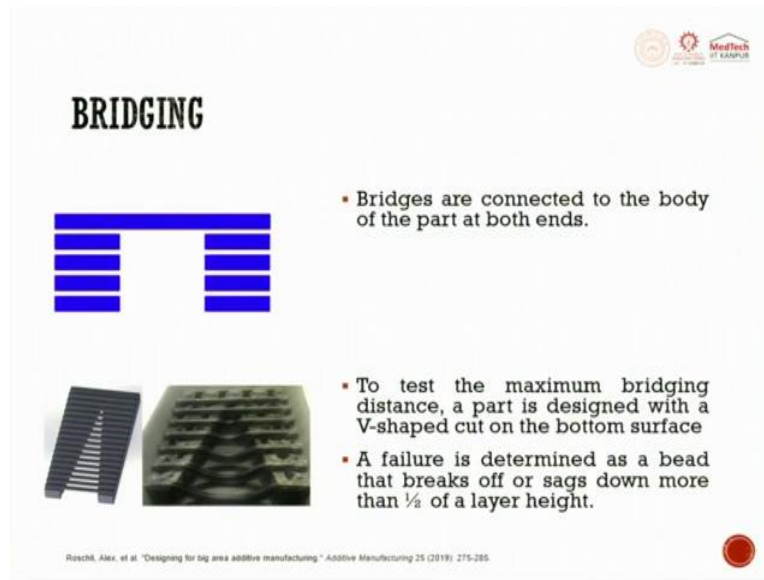 MedTech
IIT KANPUR
BRIDGING
▪ Bridges are connected to the body
of the part at both ends.
▪ To test the maximum bridging
distance, a part is designed with a
V-shaped cut on the bottom surface
▪ A failure is determined as a bead
that breaks off or sags down more
than ½ of a layer height.
Roschli, Alex, et al. "Designing for big area additive manufacturing." Additive Manufacturing 25 (2019): 275-285.